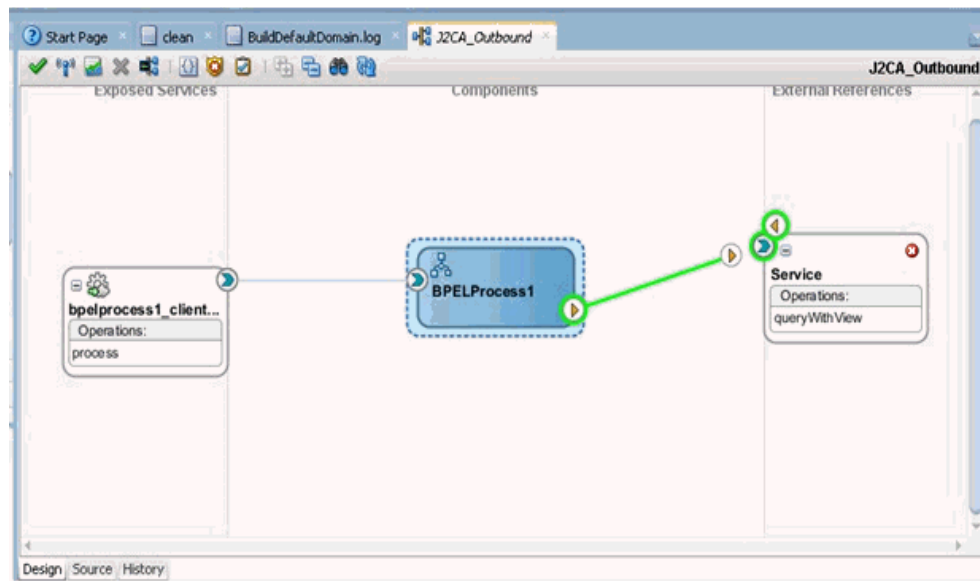 Start Page clean BuildDefaultDomain.log J2CA_Outbound
J2CA_Outbound
Exposed Services Components External References
bpelprocess1_client...
Operations:
process
BPELProcess1
Service
Operations:
queryWithView
Design Source History